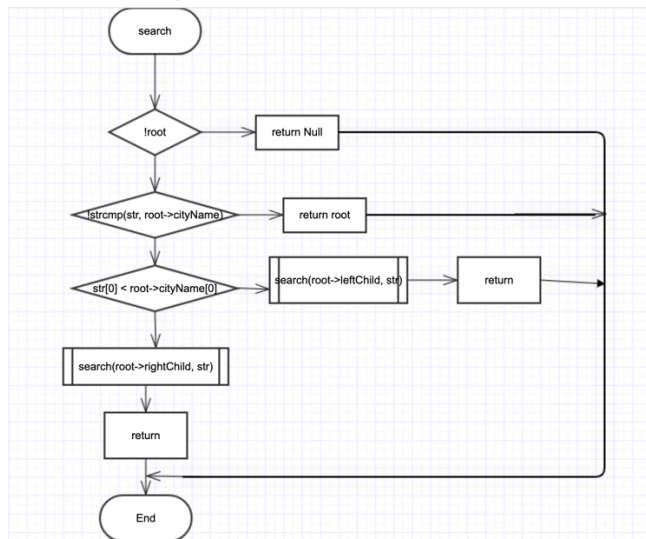 search
!root
return Null
!strcmp(str, root->cityName)
return root
str[0] < root->cityName[0]
search(root->leftChild, str)
return
search(root->rightChild, str)
return
End